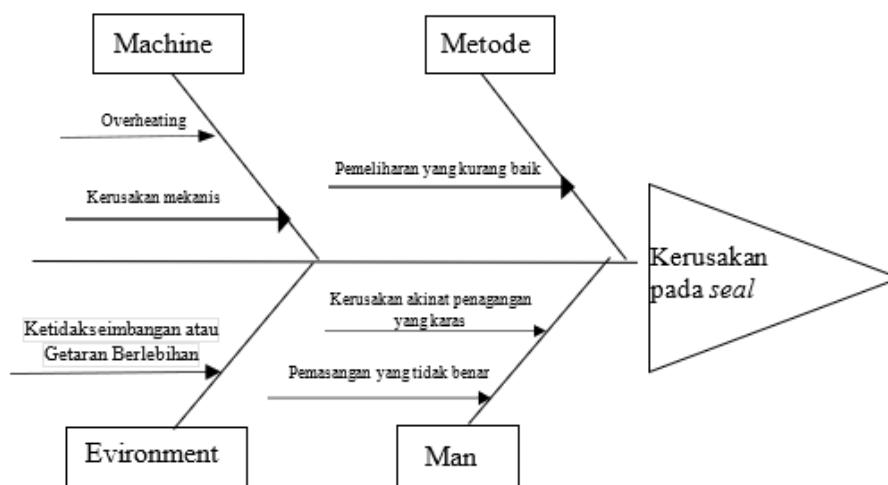 Machine
Metode
Overheating
Pemeliharan yang kurang baik
Kerusakan mekanis
Kerusakan
pada seal
Kerusakan akinat penagangan
yang karas
Ketidakseimbangan atau
Getaran Berlebihan
Pemasangan yang tidak benar
Evironment
Man